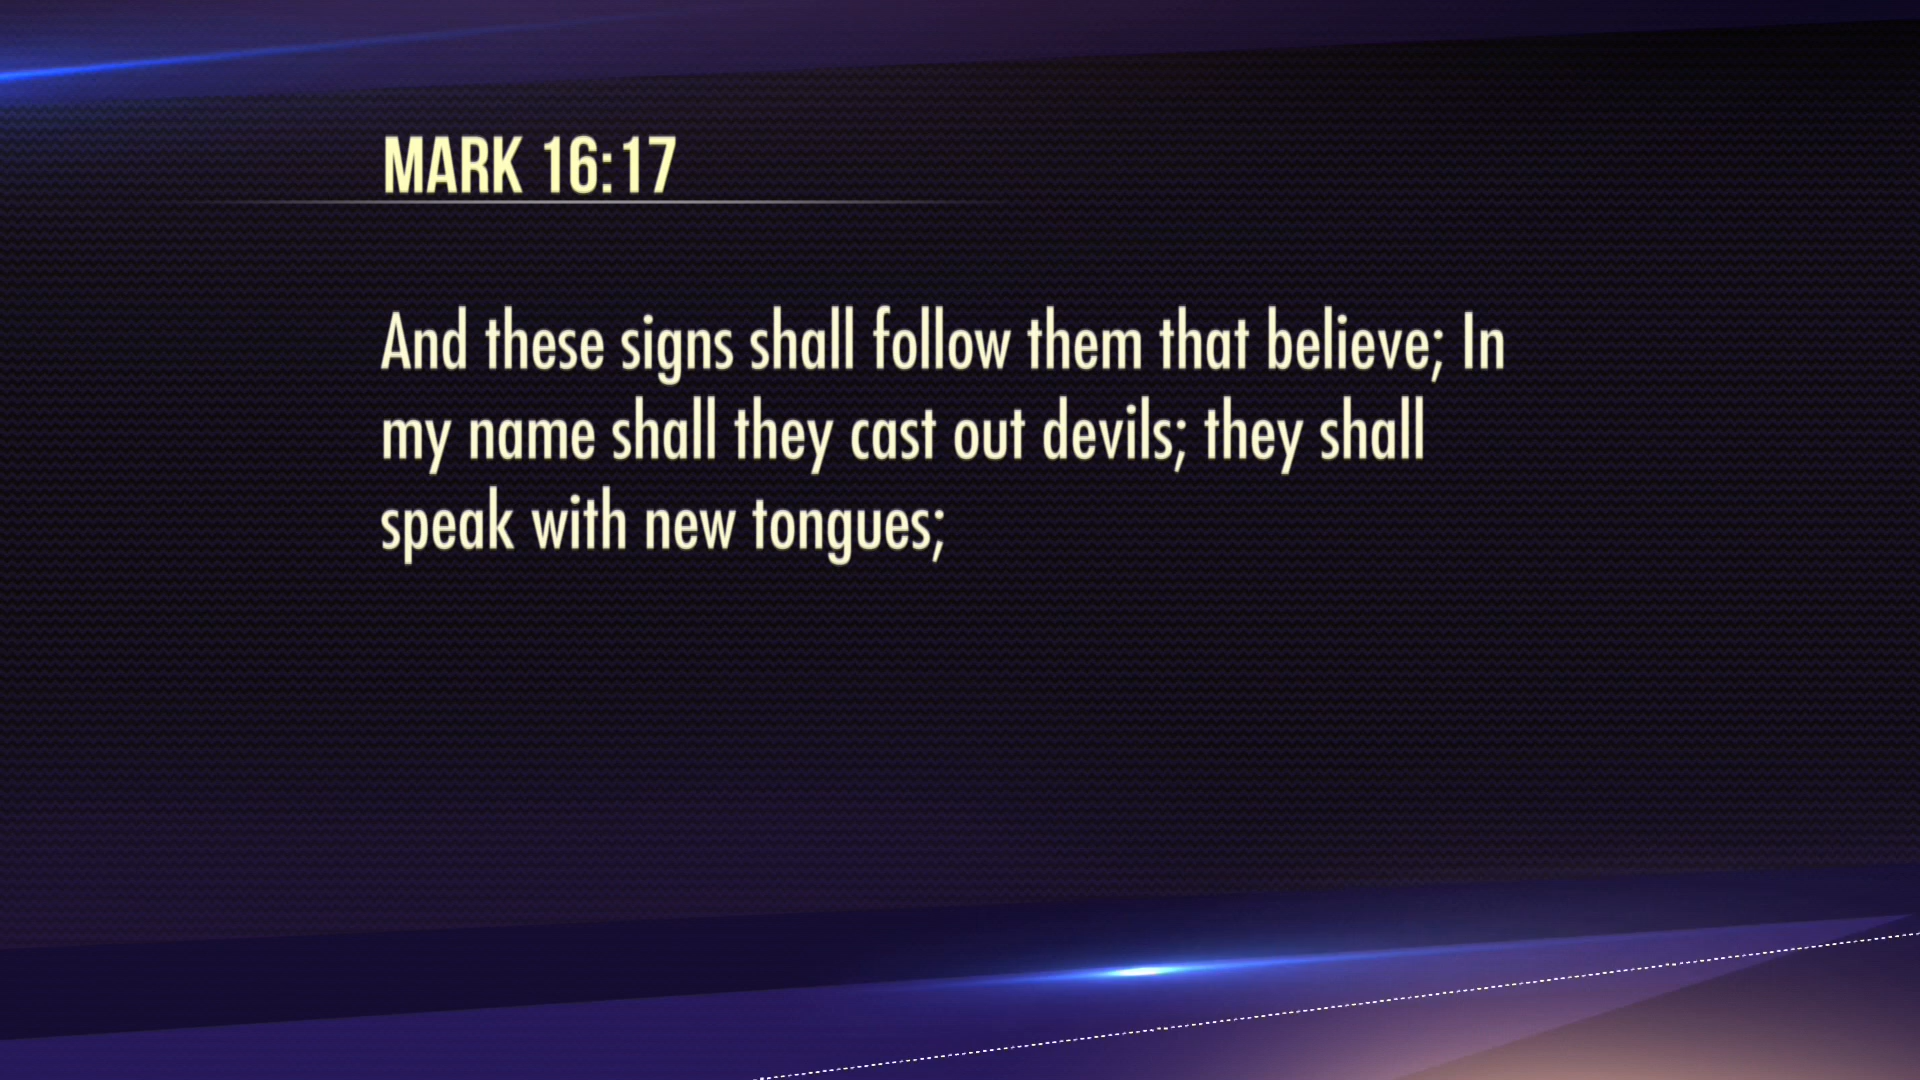 MARK 16:17
And these signs shall follow them that believe; In
my name shall they cast out devils; they shall
speak with new tongues;